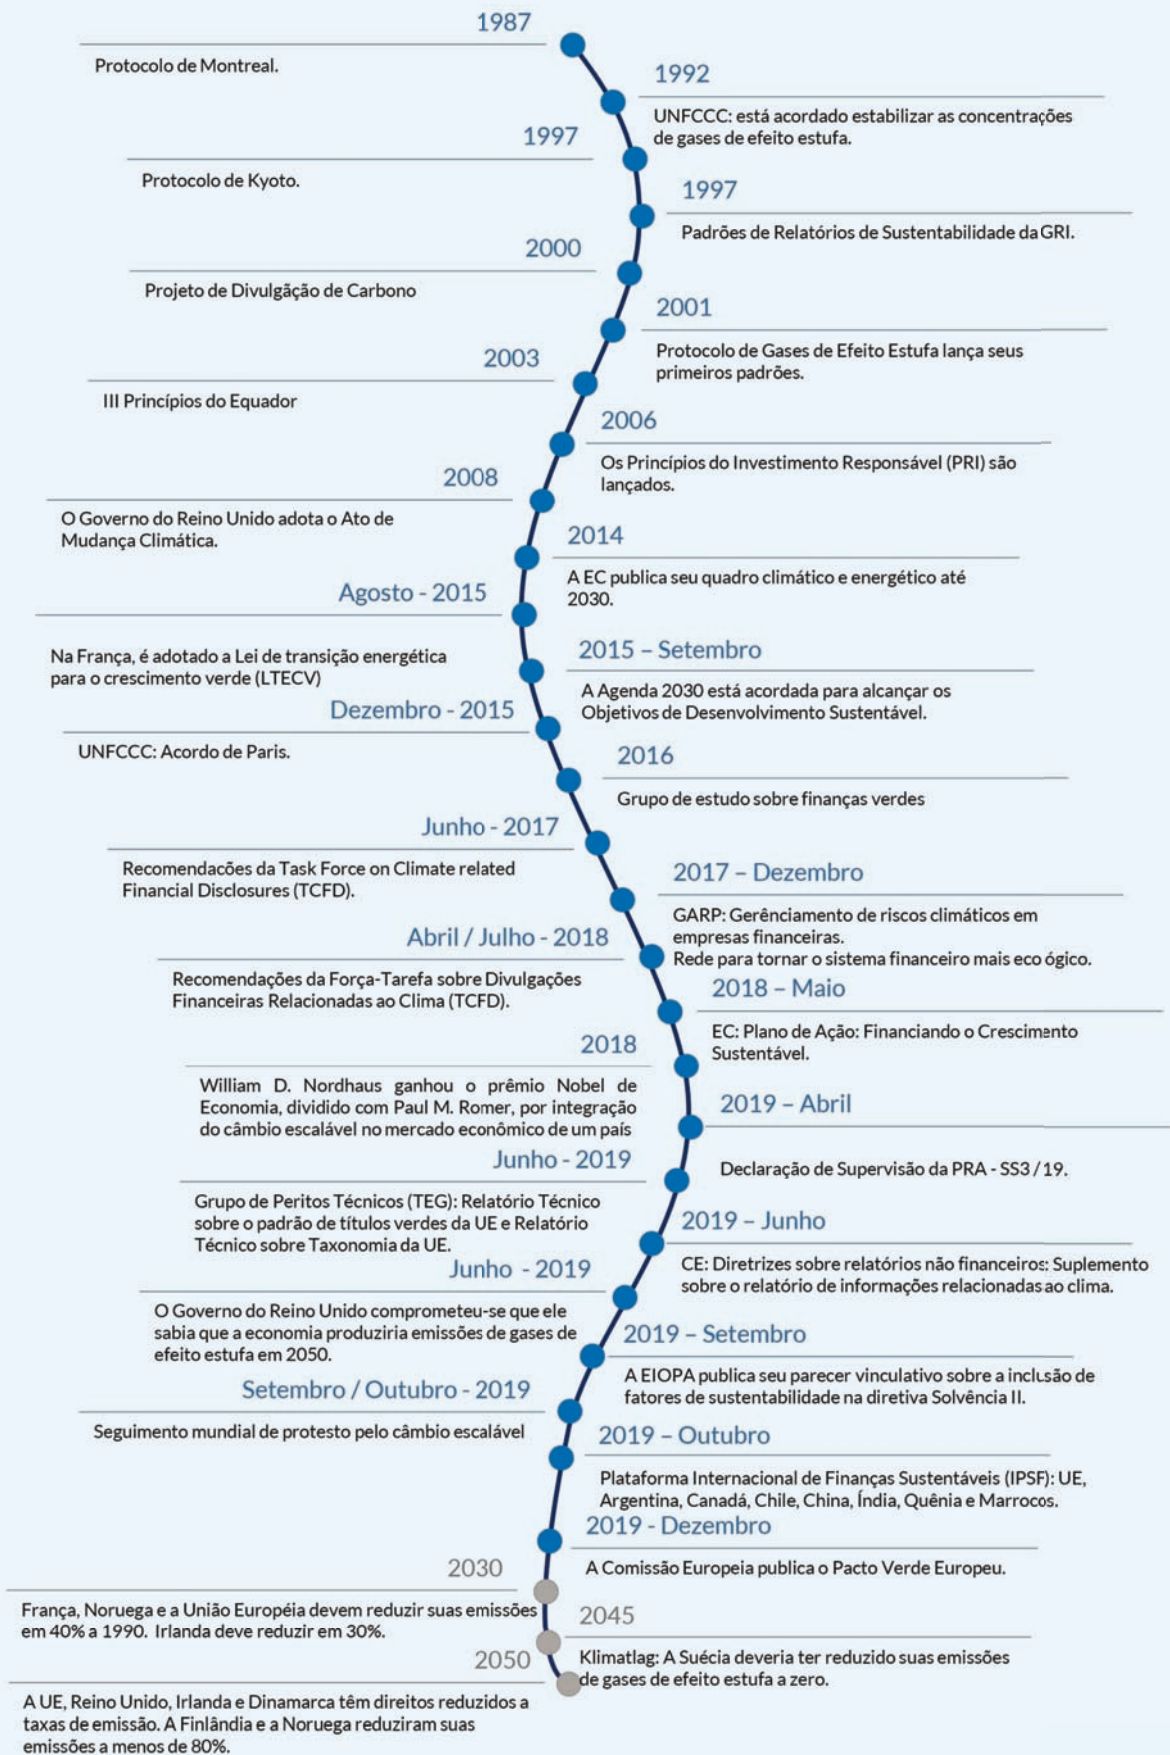 1987
Protocolo de Montreal.
1992
UNFCCC: está acordado estabilizar as concentrações
de gases de efeito estufa.
1997
Protocolo de Kyoto.
1997
Padrões de Relatórios de Sustentabilidade da GRI.
2000
Projeto de Divulgãção de Carbono
2001
Protocolo de Gases de Efeito Estufa lança seus
primeiros padrões.
2003
III Princípios do Equador
2006
Os Princípios do Investimento Responsável (PRI) são
lançados.
2008
O Governo do Reino Unido adota o Ato de
Mudança Climática.
2014
A EC publica seu quadro climático e energético até
2030.
Agosto - 2015
Na França, é adotado a Lei de transição energética
para o crescimento verde (LTECV)
2015 – Setembro
A Agenda 2030 está acordada para alcançar os
Objetivos de Desenvolvimento Sustentável.
Dezembro - 2015
UNFCCC: Acordo de Paris.
2016
Grupo de estudo sobre finanças verdes
Junho - 2017
Recomendacões da Task Force on Climate related
Financial Disclosures (TCFD).
2017 – Dezembro
GARP: Gerênciamento de riscos climáticos em
empresas financeiras.
Rede para tornar o sistema financeiro mais eco ógico.
Abril / Julho - 2018
Recomendações da Força-Tarefa sobre Divulgações
Financeiras Relacionadas ao Clima (TCFD).
2018 – Maio
EC: Plano de Ação: Financiando o Crescimento
Sustentável.
2018
William D. Nordhaus ganhou o prêmio Nobel de
Economia, dividido com Paul M. Romer, por integração
do câmbio escalável no mercado econômico de um país
2019 – Abril
Declaração de Supervisão da PRA - SS3 / 19.
Junho - 2019
Grupo de Peritos Técnicos (TEG): Relatório Técnico
sobre o padrão de títulos verdes da UE e Relatório
Técnico sobre Taxonomia da UE.
2019 – Junho
CE: Diretrizes sobre relatórios não financeiros: Suplemento
sobre o relatório de informações relacionadas ao clima.
Junho - 2019
O Governo do Reino Unido comprometeu-se que ele
sabia que a economia produziria emissões de gases de
efeito estufa em 2050.
2019 – Setembro
A EIOPA publica seu parecer vinculativo sobre a inclusão de
fatores de sustentabilidade na diretiva Solvência II.
Setembro / Outubro - 2019
Seguimento mundial de protesto pelo câmbio escalável
2019 – Outubro
Plataforma Internacional de Finanças Sustentáveis (IPSF): UE,
Argentina, Canadá, Chile, China, Índia, Quênia e Marrocos.
2019 - Dezembro
A Comissão Europeia publica o Pacto Verde Europeu.
2030
França, Noruega e a União Européia devem reduzir suas emissões
em 40% a 1990. Irlanda deve reduzir em 30%.
2045
Klimatlag: A Suécia deveria ter reduzido suas emissões
de gases de efeito estufa a zero.
2050
A UE, Reino Unido, Irlanda e Dinamarca têm direitos reduzidos a
taxas de emissão. A Finlândia e a Noruega reduziram suas
emissões a menos de 80%.